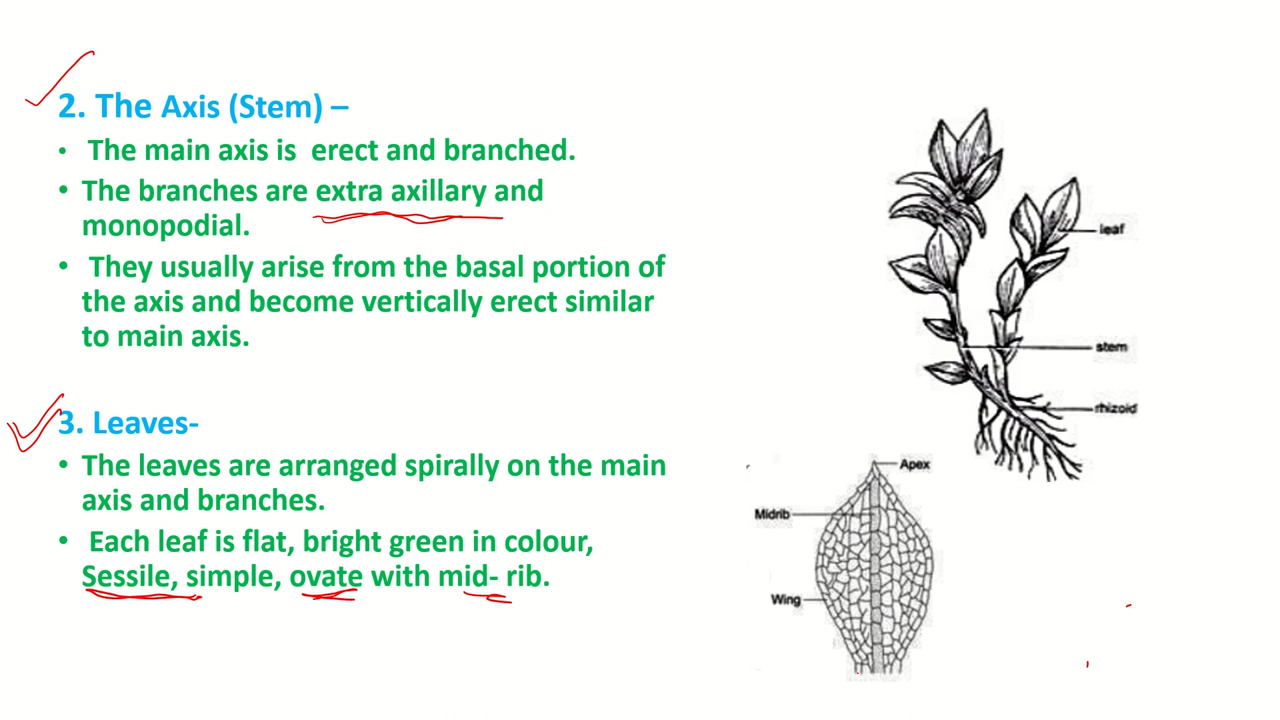 2. The Axis (Stem) –
• The main axis is erect and branched.
• The branches are extra axillary and
monopodial.
• They usually arise from the basal portion of
the axis and become vertically erect similar
to main axis.
3. Leaves-
• The leaves are arranged spirally on the main
axis and branches.
• Each leaf is flat, bright green in colour,
Sessile, simple, ovate with mid- rib.
leaf
stem
rhizoid
Apex
Midrib
Wing